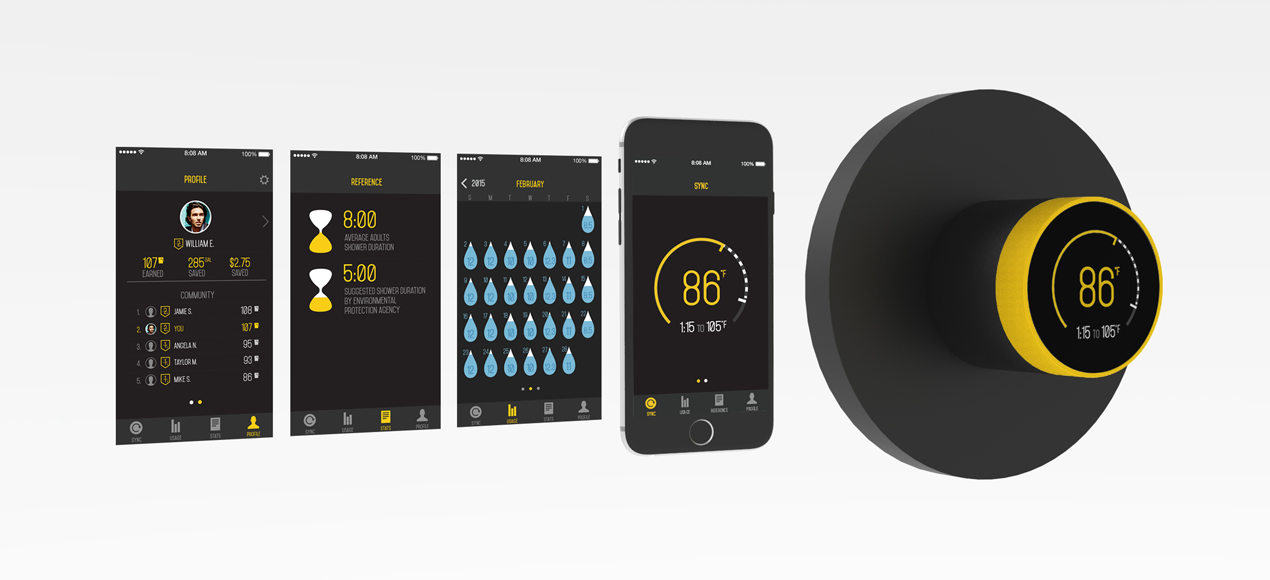 8:08 AM 100%
PROFILE
WILLIAM E.
107 285 GAL $2.75
EARNED SAVED SAVED
COMMUNITY
1. JAMIE S. 108
2. YOU 107
3. ANGELA N. 95
4. TAYLOR M. 93
5. MIKE S. 86
SYNC USAGE STATS PROFILE
8:08 AM 100%
REFERENCE
8:00
AVERAGE ADULTS
SHOWER DURATION
5:00
SUGGESTED SHOWER DURATION
BY ENVIRONMENTAL
PROTECTION AGENCY
SYNC USAGE STATS PROFILE
8:08 AM 100%
2015 FEBRUARY
S M T W T F S
SYNC USAGE STATS PROFILE
8:08 AM 100%
SYNC
86°F
1:15 TO 105°F
SYNC USAGE REFERENCE PROFILE
86°F
1:15 TO 105°F